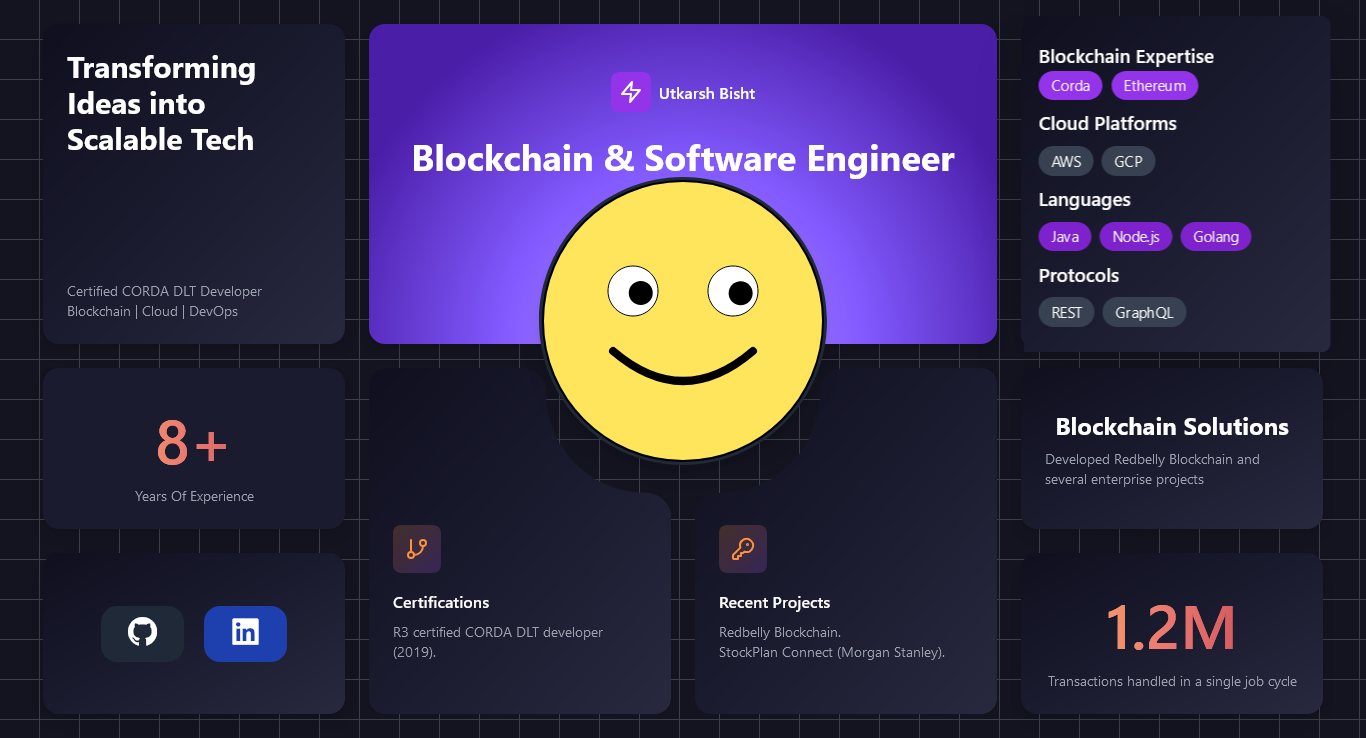 Transforming
Ideas into
Scalable Tech
Certified CORDA DLT Developer
Blockchain | Cloud | DevOps
Utkarsh Bisht
Blockchain & Software Engineer
Blockchain Expertise
Corda Ethereum
Cloud Platforms
AWS GCP
Languages
Java Node.js Golang
Protocols
REST GraphQL
8+
Years Of Experience
in
Certifications
R3 certified CORDA DLT developer
(2019).
Recent Projects
Redbelly Blockchain.
StockPlan Connect (Morgan Stanley).
Blockchain Solutions
Developed Redbelly Blockchain and
several enterprise projects
1.2M
Transactions handled in a single job cycle